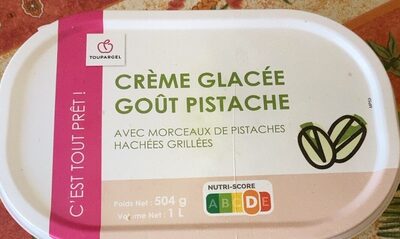 TOUPARGEL
C'EST TOUT PRÊT !
CRÈME GLACÉE
GOÛT PISTACHE
AVEC MORCEAUX DE PISTACHES
HACHÉES GRILLÉES
Poids Net : 504 g
Volume Net : 1 L
NUTRI-SCORE
A B C D E